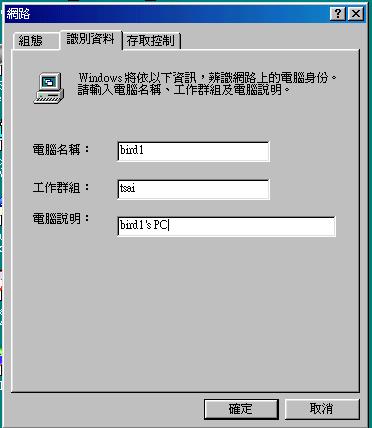 網路
組態 識別資料 存取控制
Windows 將依以下資訊，辨識網路上的電腦身份。
請輸入電腦名稱、工作群組及電腦說明。
電腦名稱： bird1
工作群組： tsai
電腦說明： bird1's PC
確定 取消